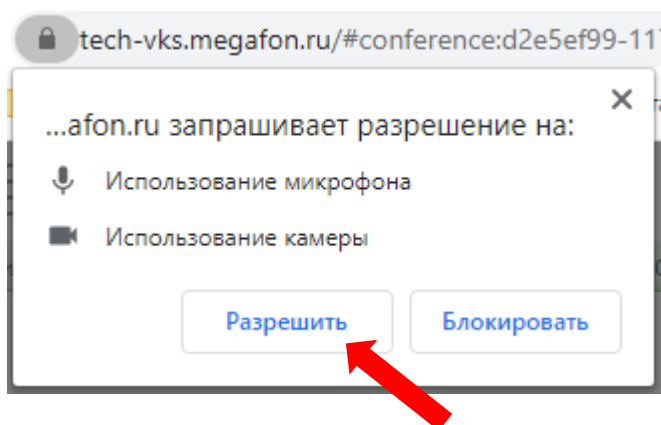 tech-vks.megafon.ru/#conference:d2e5ef99-11
...afon.ru запрашивает разрешение на:
Использование микрофона
Использование камеры
Разрешить
Блокировать